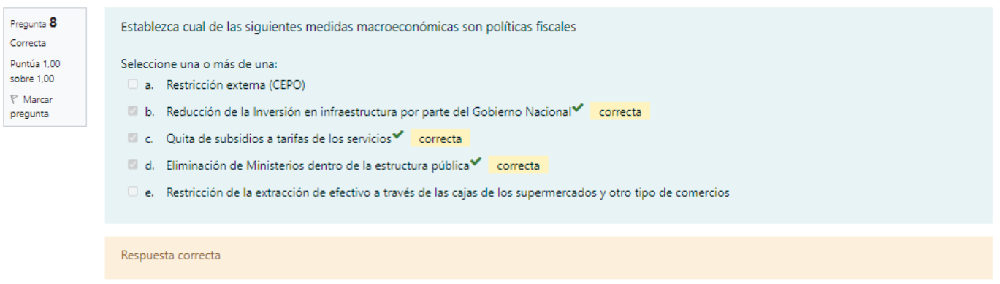 Pregunta 8
Correcta
Puntúa 1,00
sobre 1,00
Marcar
pregunta
Establezca cual de las siguientes medidas macroeconómicas son políticas fiscales
Seleccione una o más de una:
a. Restricción externa (CEPO)
b. Reducción de la Inversión en infraestructura por parte del Gobierno Nacional correcta
c. Quita de subsidios a tarifas de los servicios correcta
d. Eliminación de Ministerios dentro de la estructura pública correcta
e. Restricción de la extracción de efectivo a través de las cajas de los supermercados y otro tipo de comercios
Respuesta correcta